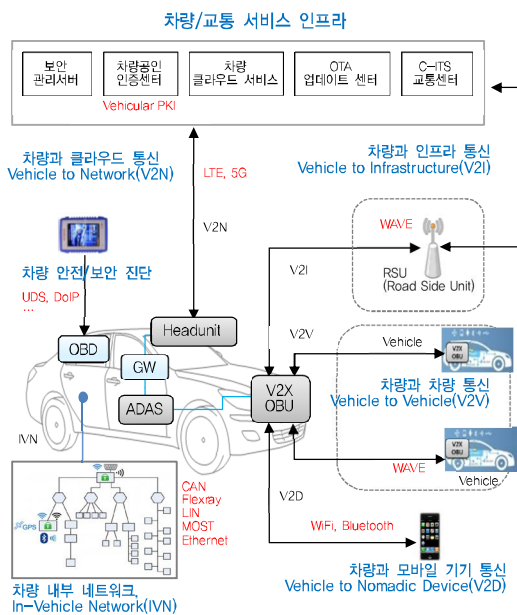 차량/교통 서비스 인프라
보안
관리서버
차량공인
인증센터
차량
클라우드 서비스
OTA
업데이트 센터
C-ITS
교통센터
Vehicular PKI
차량과 클라우드 통신
Vehicle to Network(V2N)
LTE, 5G
차량과 인프라 통신
Vehicle to Infrastructure(V2I)
V2N
WAVE
RSU
(Road Side Unit)
V2I
차량 안전/보안 진단
UDS, DoIP
...
Headunit
OBD
GW
ADAS
V2X
OBU
V2V
Vehicle
V2X
OBU
차량과 차량 통신
Vehicle to Vehicle(V2V)
V2X
OBU
WAVE
Vehicle
IVN
GPS
CAN
Flexray
LIN
MOST
Ethernet
V2D
WiFi, Bluetooth
차량 내부 네트워크,
In-Vehicle Network(IVN)
차량과 모바일 기기 통신
Vehicle to Nomadic Device(V2D)